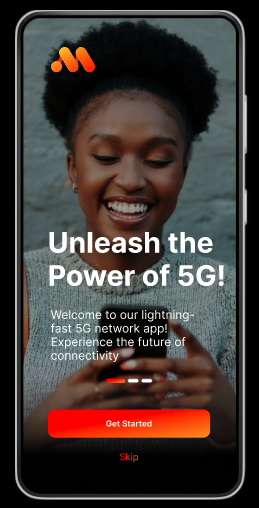 Unleash the
Power of 5G!
Welcome to our lightning-
fast 5G network app!
Experience the future of
connectivity
Get Started
Skip